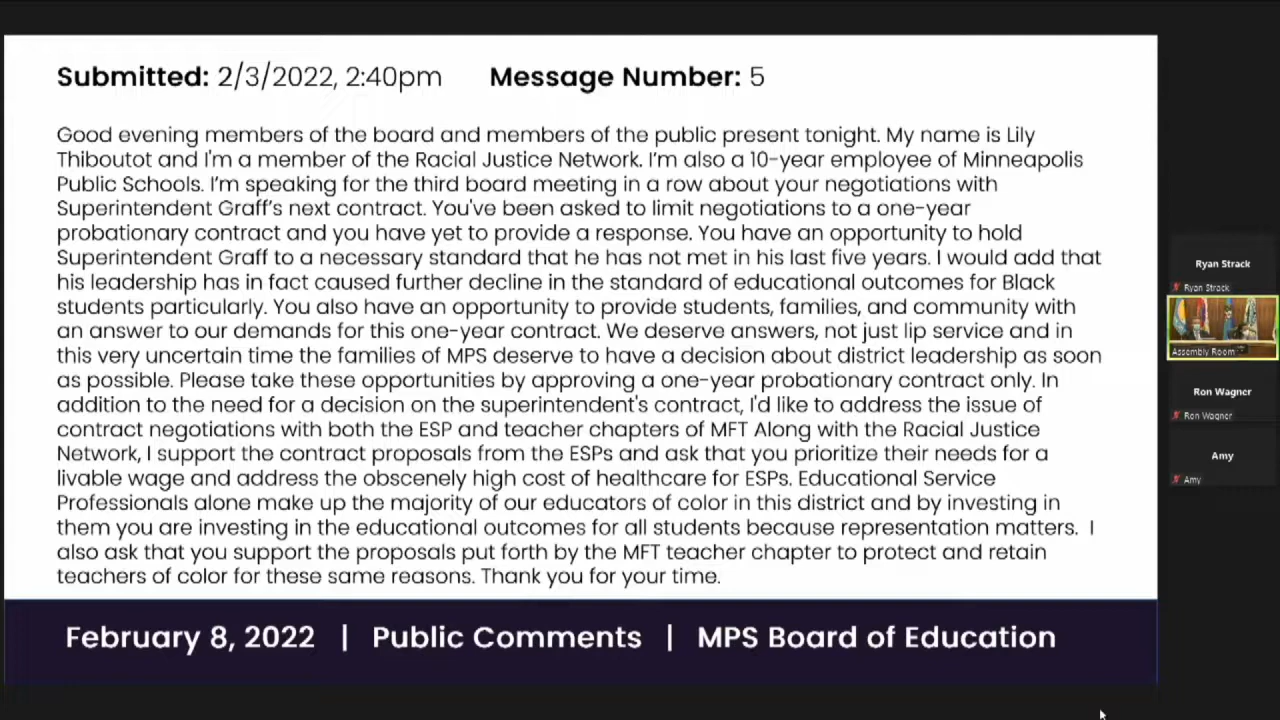 Submitted: 2/3/2022, 2:40pm Message Number: 5
Good evening members of the board and members of the public present tonight. My name is Lily
Thiboutot and I'm a member of the Racial Justice Network. I'm also a 10-year employee of Minneapolis
Public Schools. I'm speaking for the third board meeting in a row about your negotiations with
Superintendent Graff's next contract. You've been asked to limit negotiations to a one-year
probationary contract and you have yet to provide a response. You have an opportunity to hold
Superintendent Graff to a necessary standard that he has not met in his last five years. I would add that
his leadership has in fact caused further decline in the standard of educational outcomes for Black
students particularly. You also have an opportunity to provide students, families, and community with
an answer to our demands for this one-year contract. We deserve answers, not just lip service and in
this very uncertain time the families of MPS deserve to have a decision about district leadership as soon
as possible. Please take these opportunities by approving a one-year probationary contract only. In
addition to the need for a decision on the superintendent's contract, I'd like to address the issue of
contract negotiations with both the ESP and teacher chapters of MFT Along with the Racial Justice
Network, I support the contract proposals from the ESPs and ask that you prioritize their needs for a
livable wage and address the obscenely high cost of healthcare for ESPs. Educational Service
Professionals alone make up the majority of our educators of color in this district and by investing in
them you are investing in the educational outcomes for all students because representation matters. I
also ask that you support the proposals put forth by the MFT teacher chapter to protect and retain
teachers of color for these same reasons. Thank you for your time.
February 8, 2022 | Public Comments | MPS Board of Education
Ryan Strack
Ryan Strack
Assembly Room
Ron Wagner
Ron Wagner
Amy
Amy